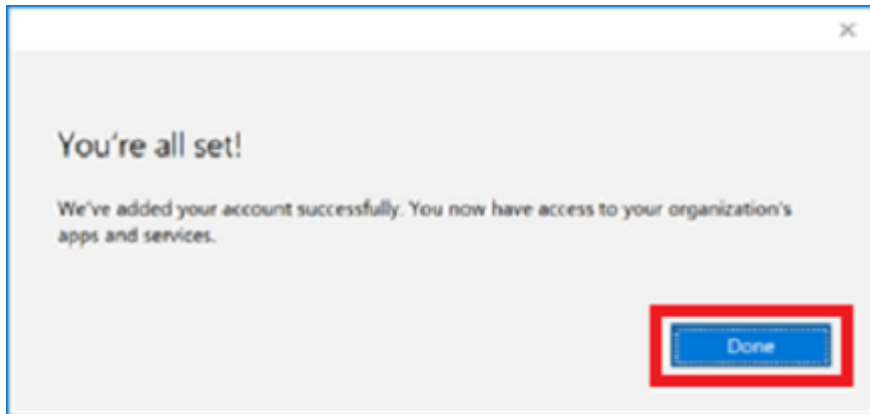 You're all set!
We've added your account successfully. You now have access to your organization's
apps and services.
Done